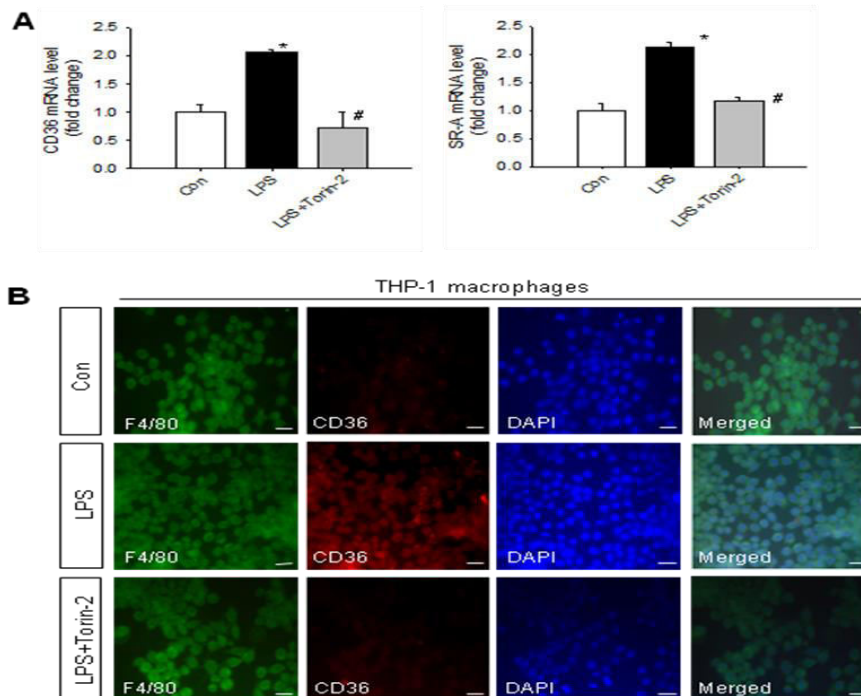 A
CD36 mRNA level
(fold change)
2.5
2.0
1.5
1.0
0.5
0.0
*
#
Con
LPS
LPS+Torin-2
SR-A mRNA level
(fold change)
2.5
2.0
1.5
1.0
0.5
0.0
*
#
Con
LPS
LPS+Torin-2
B
THP-1 macrophages
Con
F4/80
CD36
DAPI
Merged
LPS
F4/80
CD36
DAPI
Merged
LPS+Torin-2
F4/80
CD36
DAPI
Merged